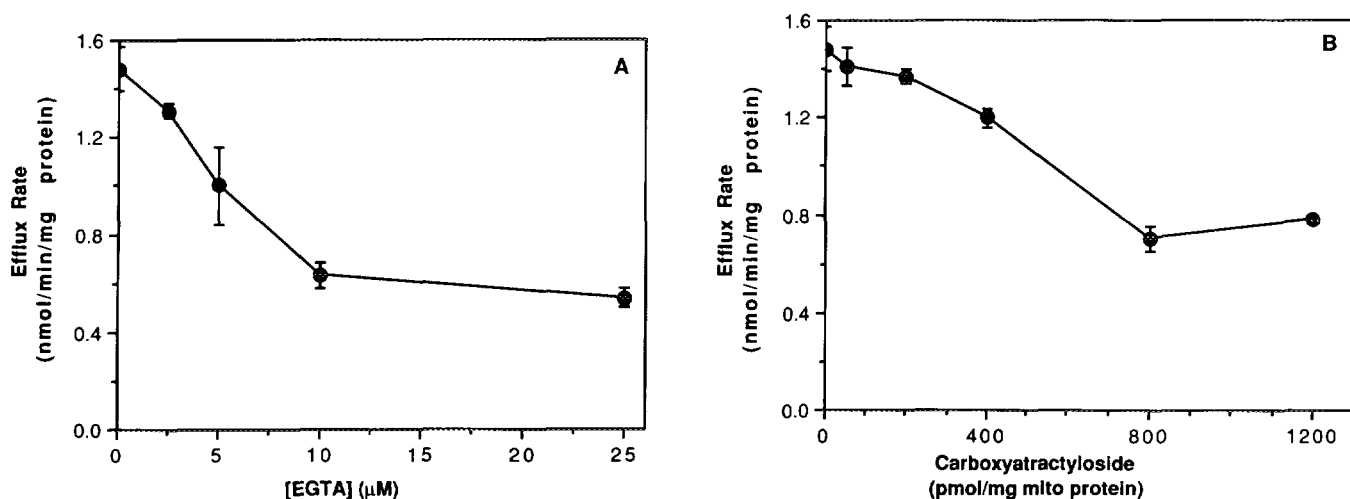 A
Efflux Rate
(nmol/min/mg protein)
1.6
1.2
0.8
0.4
0.0
0 5 10 15 20 25
[EGTA] (µM)
B
Efflux Rate
(nmol/min/mg protein)
1.6
1.2
0.8
0.4
0.0
0 400 800 1200
Carboxyatractyloside
(pmol/mg mito protein)